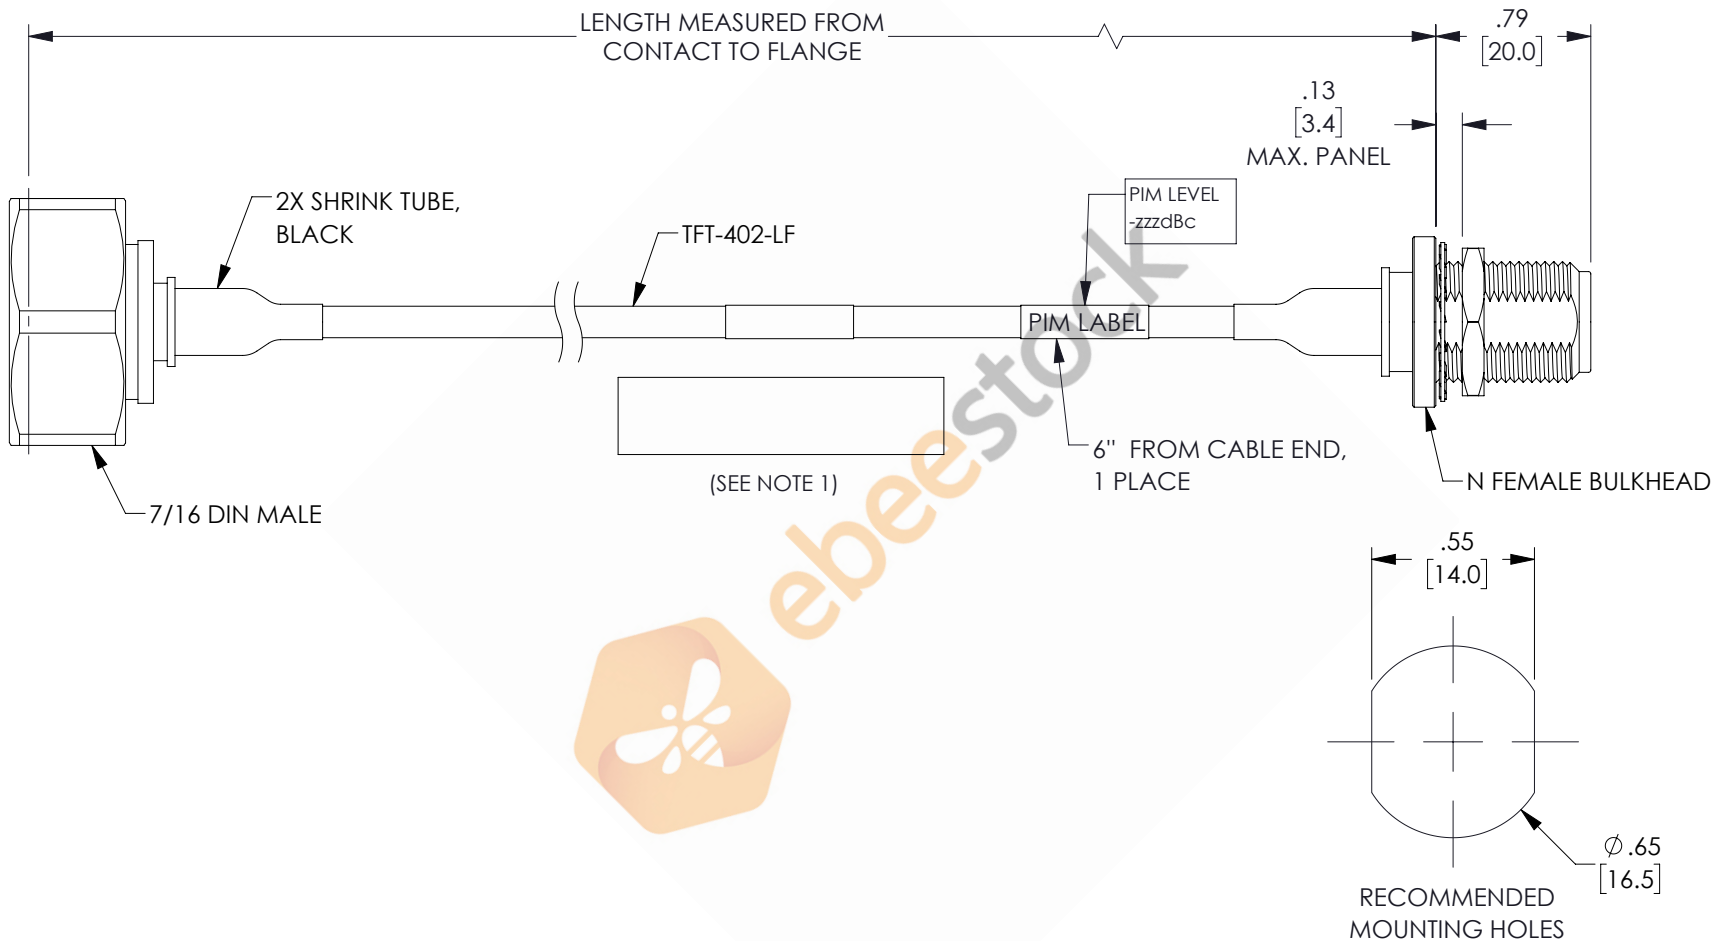 LENGTH MEASURED FROM
CONTACT TO FLANGE
.79
[20.0]
.13
[3.4]
MAX. PANEL
2X SHRINK TUBE,
BLACK
TFT-402-LF
PIM LEVEL
-zzzdBc
PIM LABEL
6" FROM CABLE END,
1 PLACE
(SEE NOTE 1)
7/16 DIN MALE
N FEMALE BULKHEAD
.55
[14.0]
Ø.65
[16.5]
RECOMMENDED
MOUNTING HOLES
ebeestock